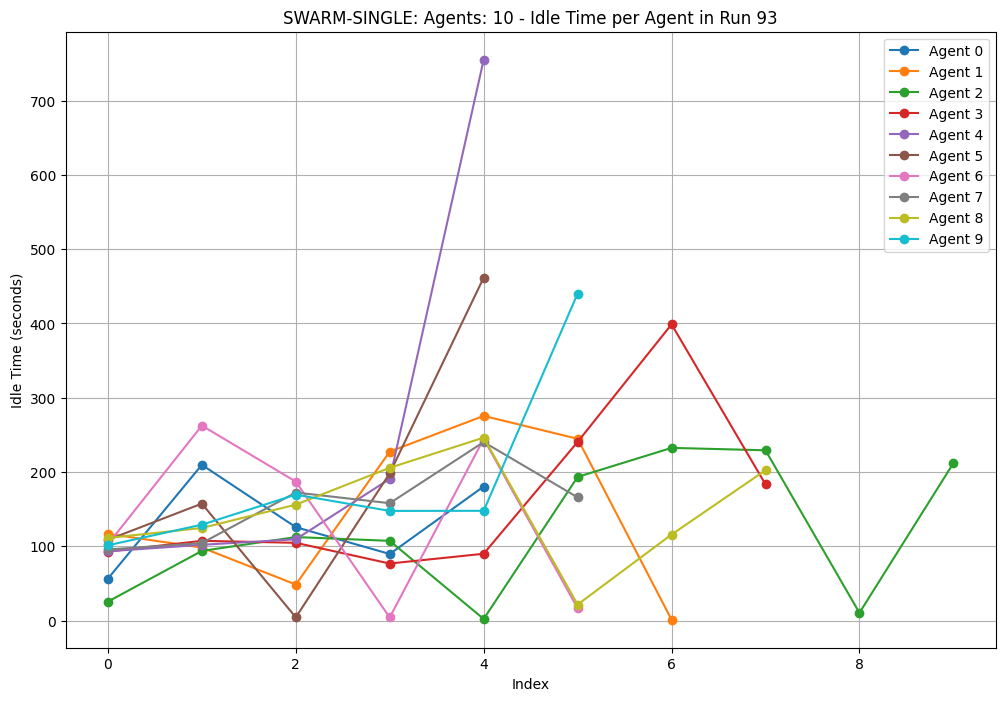 SWARM-SINGLE: Agents: 10 - Idle Time per Agent in Run 93
Idle Time (seconds)
700
600
500
400
300
200
100
0
0
2
4
6
8
Index
Agent 0
Agent 1
Agent 2
Agent 3
Agent 4
Agent 5
Agent 6
Agent 7
Agent 8
Agent 9